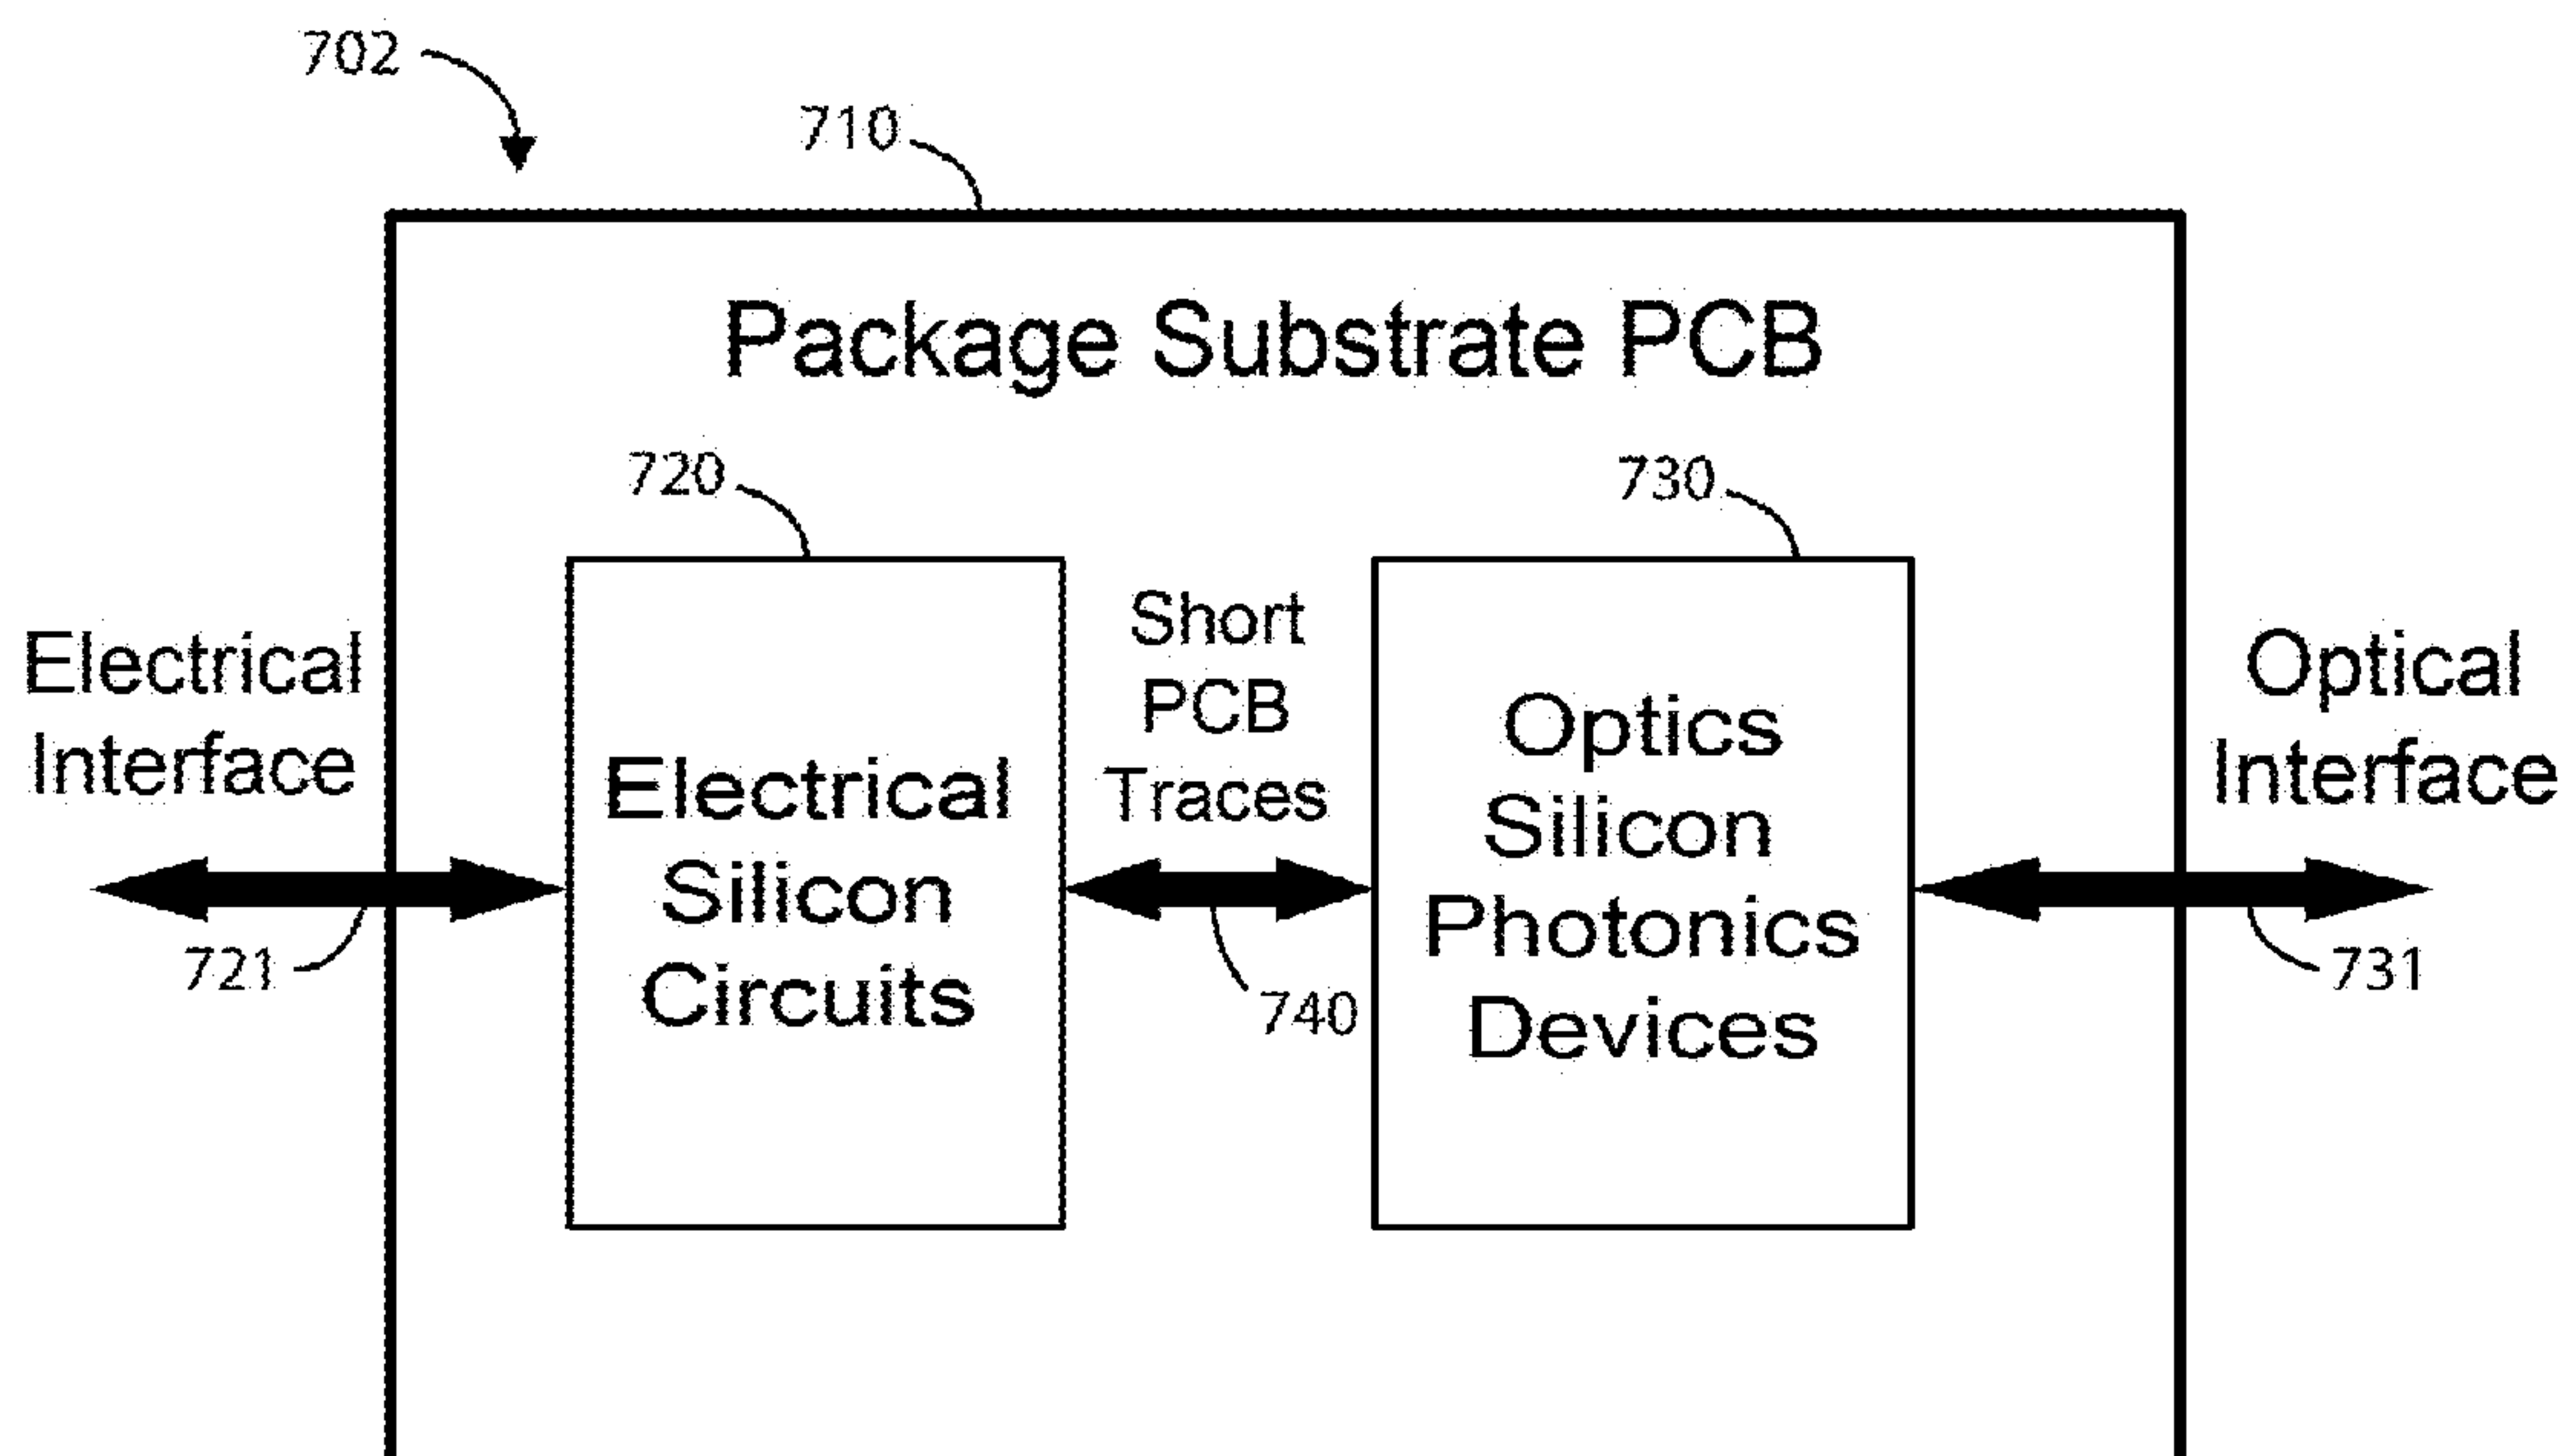 702
710
Package Substrate PCB
720
730
Electrical
Interface
Short
PCB
Traces
Optical
Interface
Electrical
Silicon
Circuits
Optics
Silicon
Photonics
Devices
721
740
731